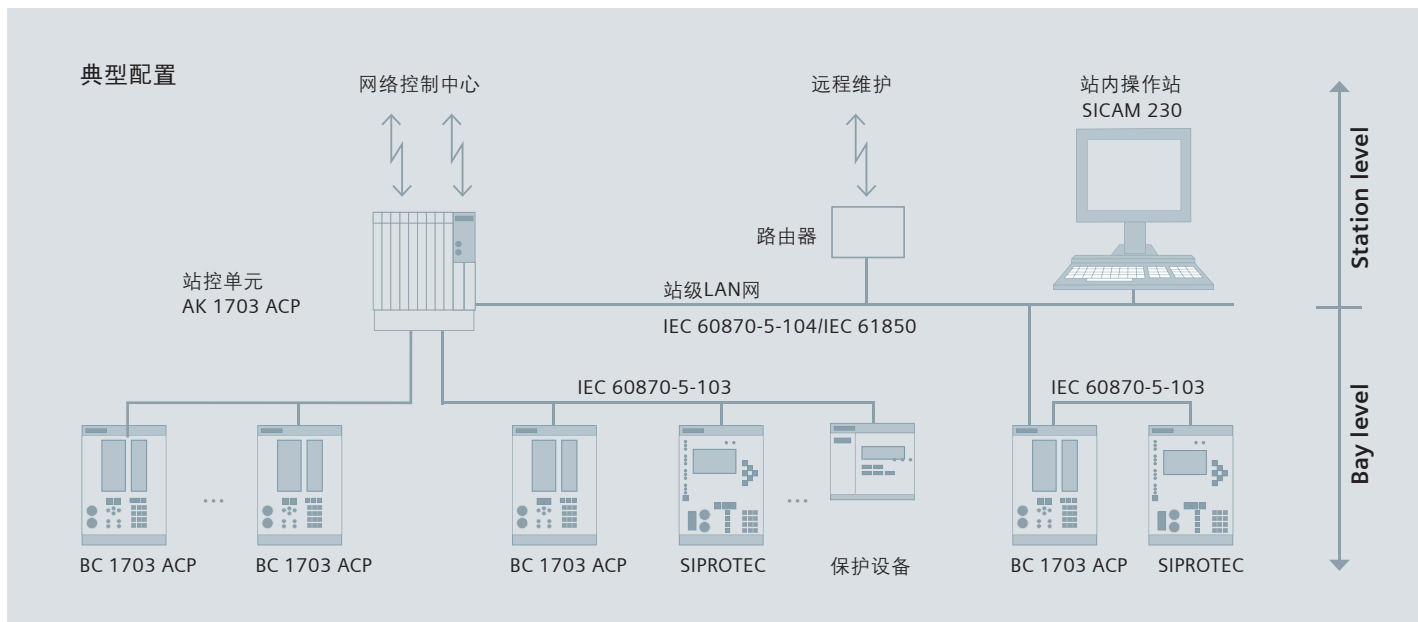 典型配置
网络控制中心
远程维护
站内操作站
SICAM 230
Station level
路由器
站控单元
AK 1703 ACP
站级LAN网
IEC 60870-5-104/IEC 61850
IEC 60870-5-103
IEC 60870-5-103
Bay level
BC 1703 ACP
BC 1703 ACP
BC 1703 ACP
SIPROTEC
保护设备
BC 1703 ACP
SIPROTEC